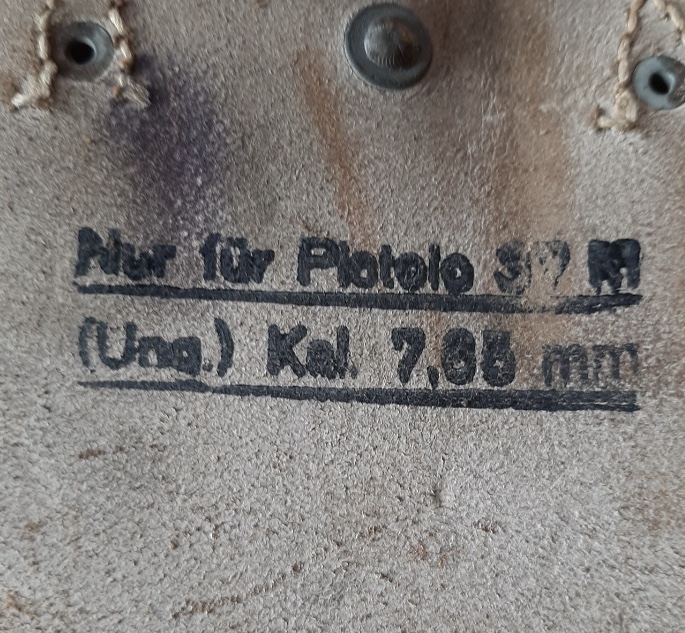 Nur für Pistole 37 M
(Ung.) Kal. 7,65 mm